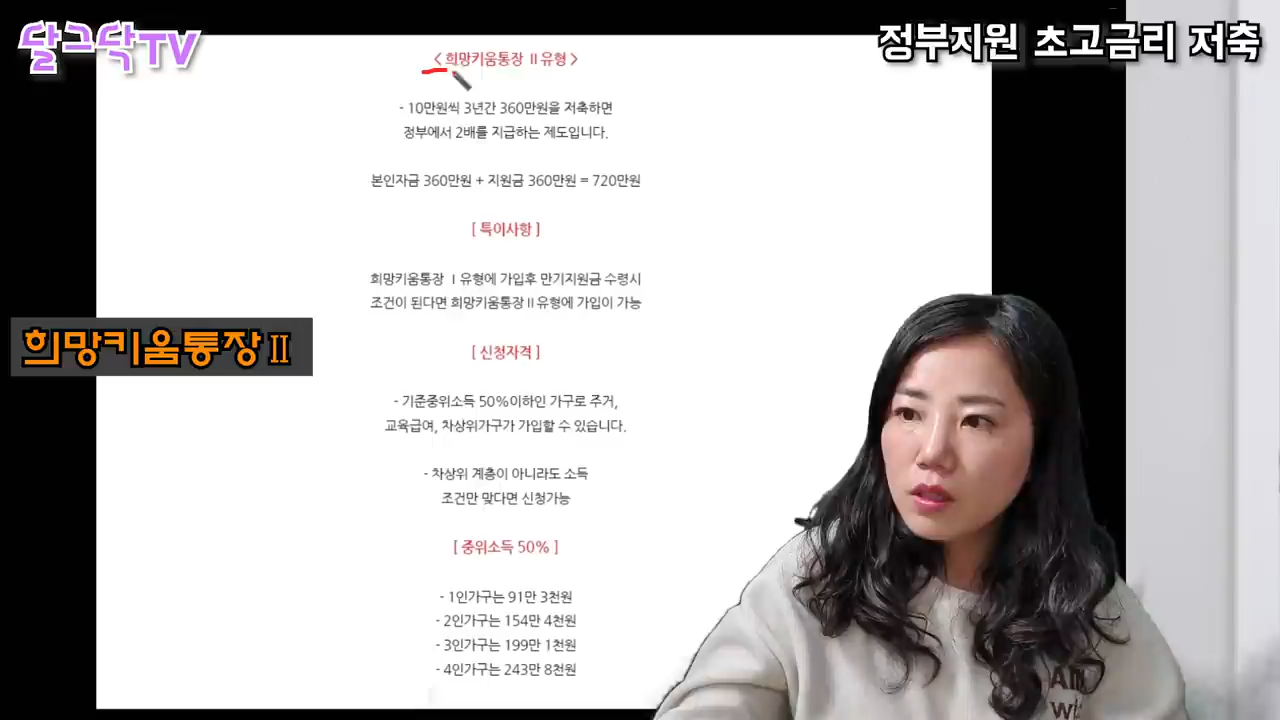 달그닥TV
정부지원 초고금리 저축
< 희망키움통장 Ⅱ유형 >
- 10만원씩 3년간 360만원을 저축하면
정부에서 2배를 지급하는 제도입니다.
본인자금 360만원 + 지원금 360만원 = 720만원
[ 특이사항 ]
희망키움통장 Ⅰ유형에 가입후 만기지원금 수령시
조건이 된다면 희망키움통장Ⅱ유형에 가입이 가능
희망키움통장Ⅱ
[ 신청자격 ]
- 기준중위소득 50%이하인 가구로 주거,
교육급여, 차상위가구가 가입할 수 있습니다.
- 차상위 계층이 아니라도 소득
조건만 맞다면 신청가능
[ 중위소득 50% ]
- 1인가구는 91만 3천원
- 2인가구는 154만 4천원
- 3인가구는 199만 1천원
- 4인가구는 243만 8천원